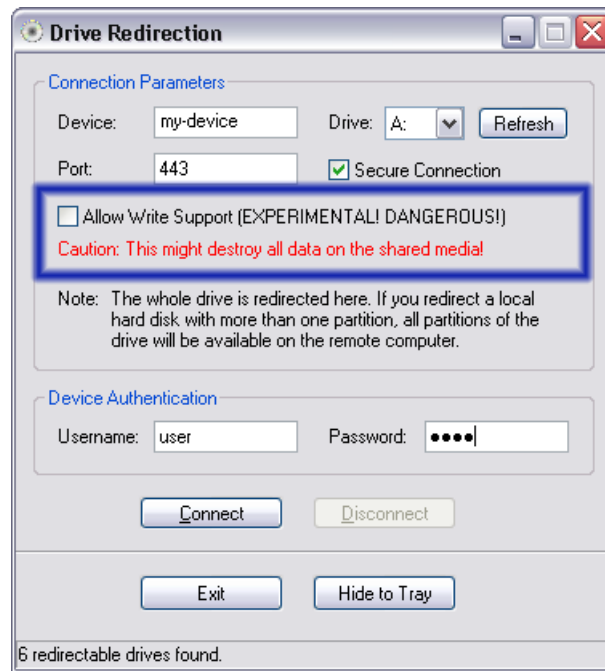 Drive Redirection
Connection Parameters
Device: my-device Drive: A: Refresh
Port: 443 Secure Connection
Allow Write Support (EXPERIMENTAL! DANGEROUS!)
Caution: This might destroy all data on the shared media!
Note: The whole drive is redirected here. If you redirect a local
hard disk with more than one partition, all partitions of the
drive will be available on the remote computer.
Device Authentication
Username: user Password: ●●●●
Connect Disconnect
Exit Hide to Tray
6 redirectable drives found.